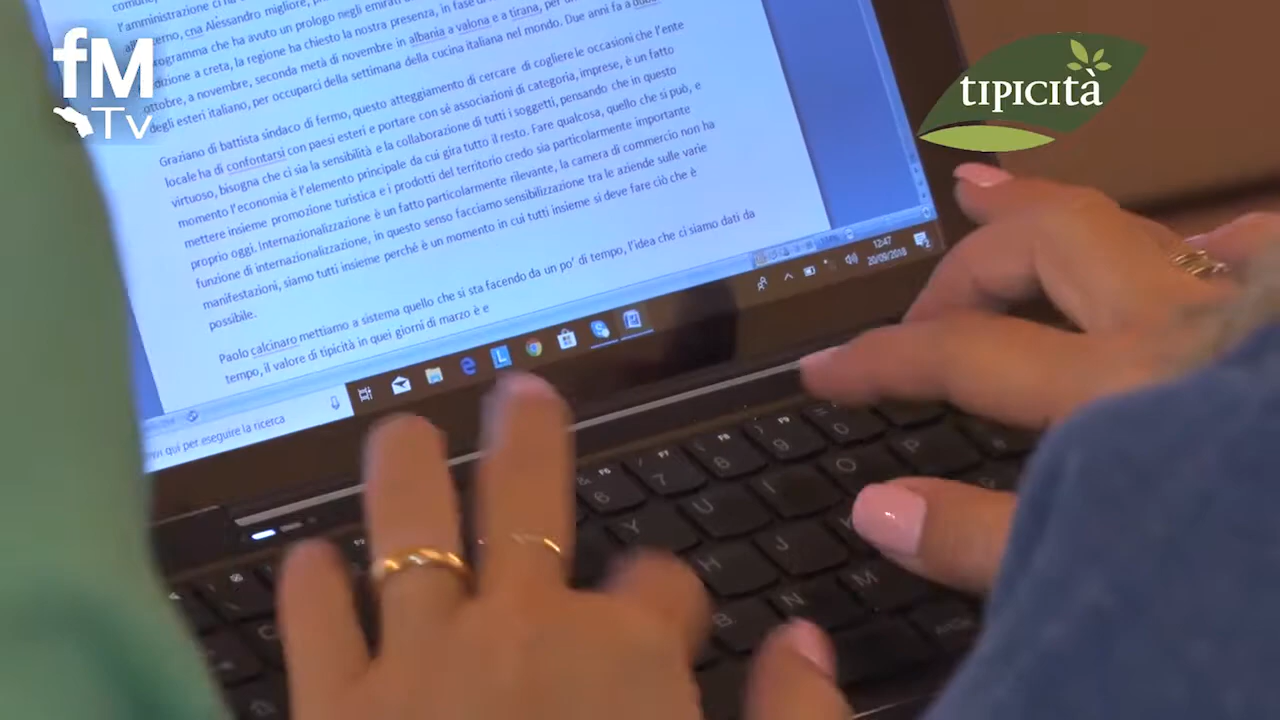 comune,
l'amministrazione ci ha
Alessandro migliore,
programma che ha avuto un prologo negli emirati
edizione a creta, la regione ha chiesto la nostra presenza, in fase di
ottobre, a novembre, seconda metà di novembre in albania a valona e a tirana, per
degli esteri italiano, per occuparci della settimana della cucina italiana nel mondo. Due anni fa a
Graziano di battista sindaco di fermo, questo atteggiamento di cercare di cogliere le occasioni che l'ente
locale ha di confontarsi con paesi esteri e portare con sé associazioni di categoria, imprese, è un fatto
virtuoso, bisogna che ci sia la sensibilità e la collaborazione di tutti i soggetti, pensando che in questo
momento l'economia è l'elemento principale da cui gira tutto il resto. Fare qualcosa, quello che si può, e
mettere insieme promozione turistica e i prodotti del territorio credo sia particolarmente importante
proprio oggi. Internazionalizzazione è un fatto particolarmente rilevante, la camera di commercio non ha
funzione di internazionalizzazione, in questo senso facciamo sensibilizzazione tra le aziende sulle varie
manifestazioni, siamo tutti insieme perché è un momento in cui tutti insieme si deve fare ciò che è
possibile.
Paolo calcinaro mettiamo a sistema quello che si sta facendo da un po' di tempo, l'idea che ci siamo dati da
tempo, il valore di tipicità in quei giorni di marzo è e
qui per eseguire la ricerca
12:47
20/09/2018
fM
Tv
TIPICITÀ
F6 F7 F8 F9
& 6 / 7 ( 8 ) 9 = 0
Y U I O P
H J K
B N M